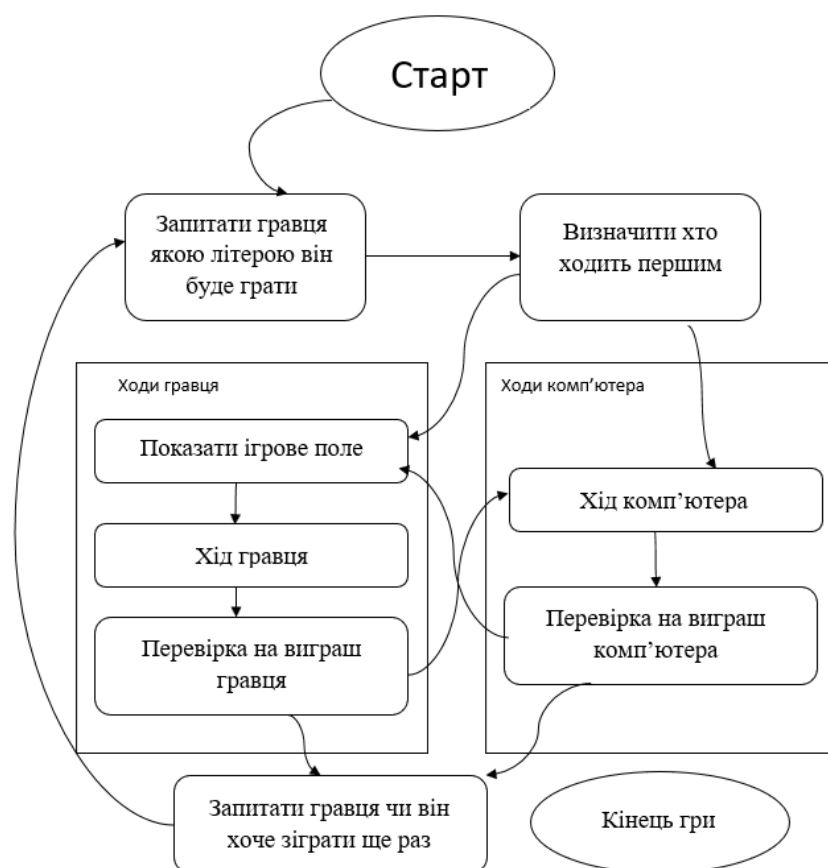 Старт
Запитати гравця
якою літерою він
буде грати
Визначити хто
ходить першим
Ходи гравця
Показати ігрове поле
Хід гравця
Перевірка на виграш
гравця
Ходи комп’ютера
Хід комп’ютера
Перевірка на виграш
комп’ютера
Запитати гравця чи він
хоче зіграти ще раз
Кінець гри